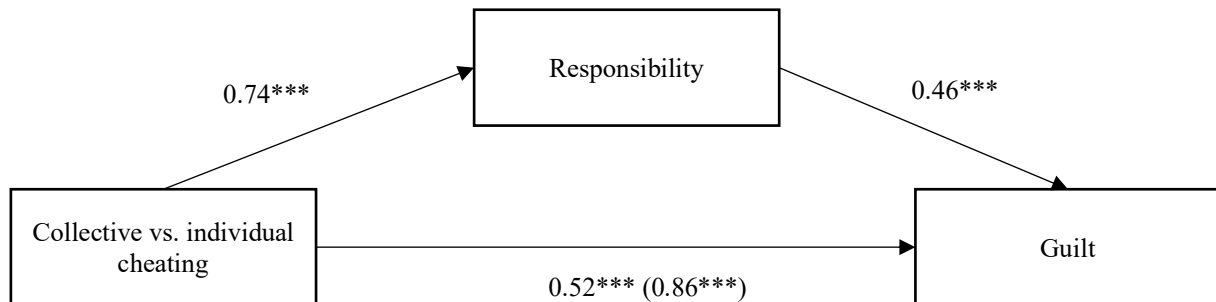 Responsibility
0.74***
0.46***
Collective vs. individual
cheating
Guilt
0.52*** (0.86***)